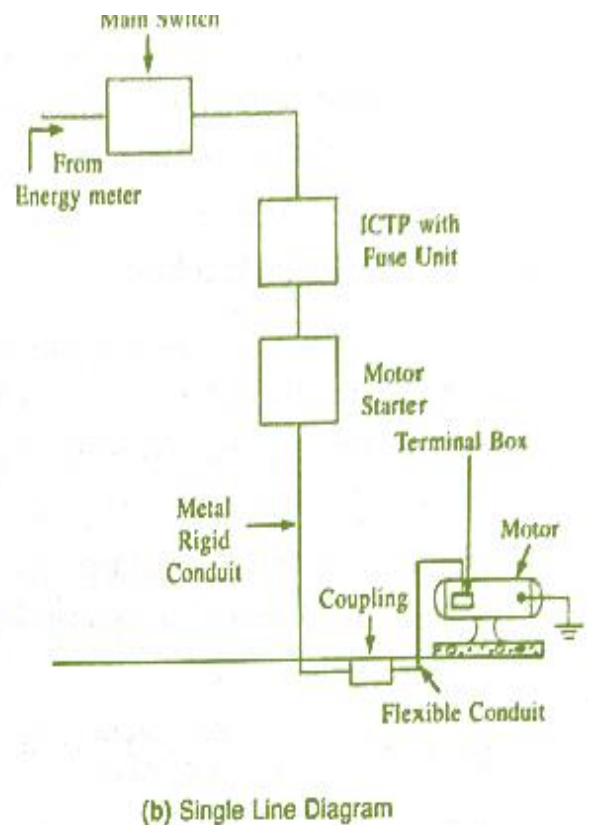 Main Switch
From
Energy meter
ICTP with
Fuse Unit
Motor
Starter
Terminal Box
Metal
Rigid
Conduit
Motor
Coupling
Flexible Conduit
(b) Single Line Diagram